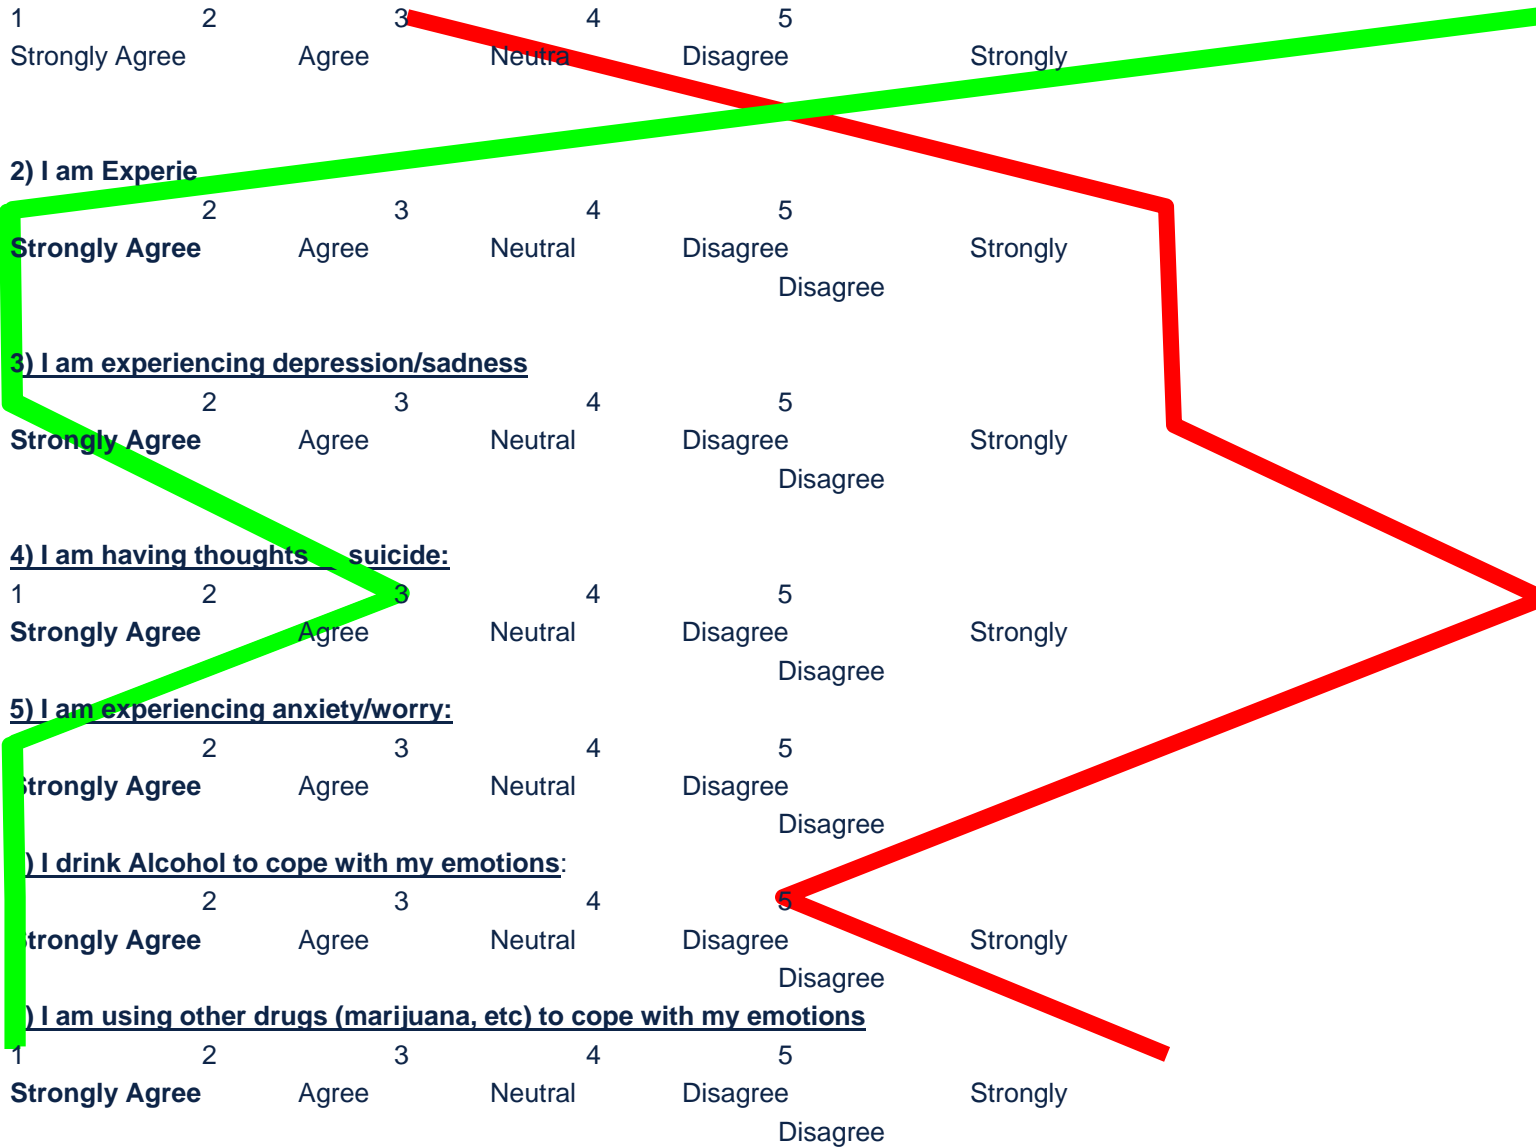 1 2 3 4 5
Strongly Agree Agree Neutra Disagree Strongly
2) I am Experie
2 3 4 5
Strongly Agree Agree Neutral Disagree Strongly
Disagree
3) I am experiencing depression/sadness
2 3 4 5
Strongly Agree Agree Neutral Disagree Strongly
Disagree
4) I am having thoughts suicide:
1 2 3 4 5
Strongly Agree Agree Neutral Disagree Strongly
Disagree
5) I am experiencing anxiety/worry:
2 3 4 5
Strongly Agree Agree Neutral Disagree
Disagree
) I drink Alcohol to cope with my emotions:
2 3 4 5
Strongly Agree Agree Neutral Disagree Strongly
Disagree
) I am using other drugs (marijuana, etc) to cope with my emotions
1 2 3 4 5
Strongly Agree Agree Neutral Disagree Strongly
Disagree